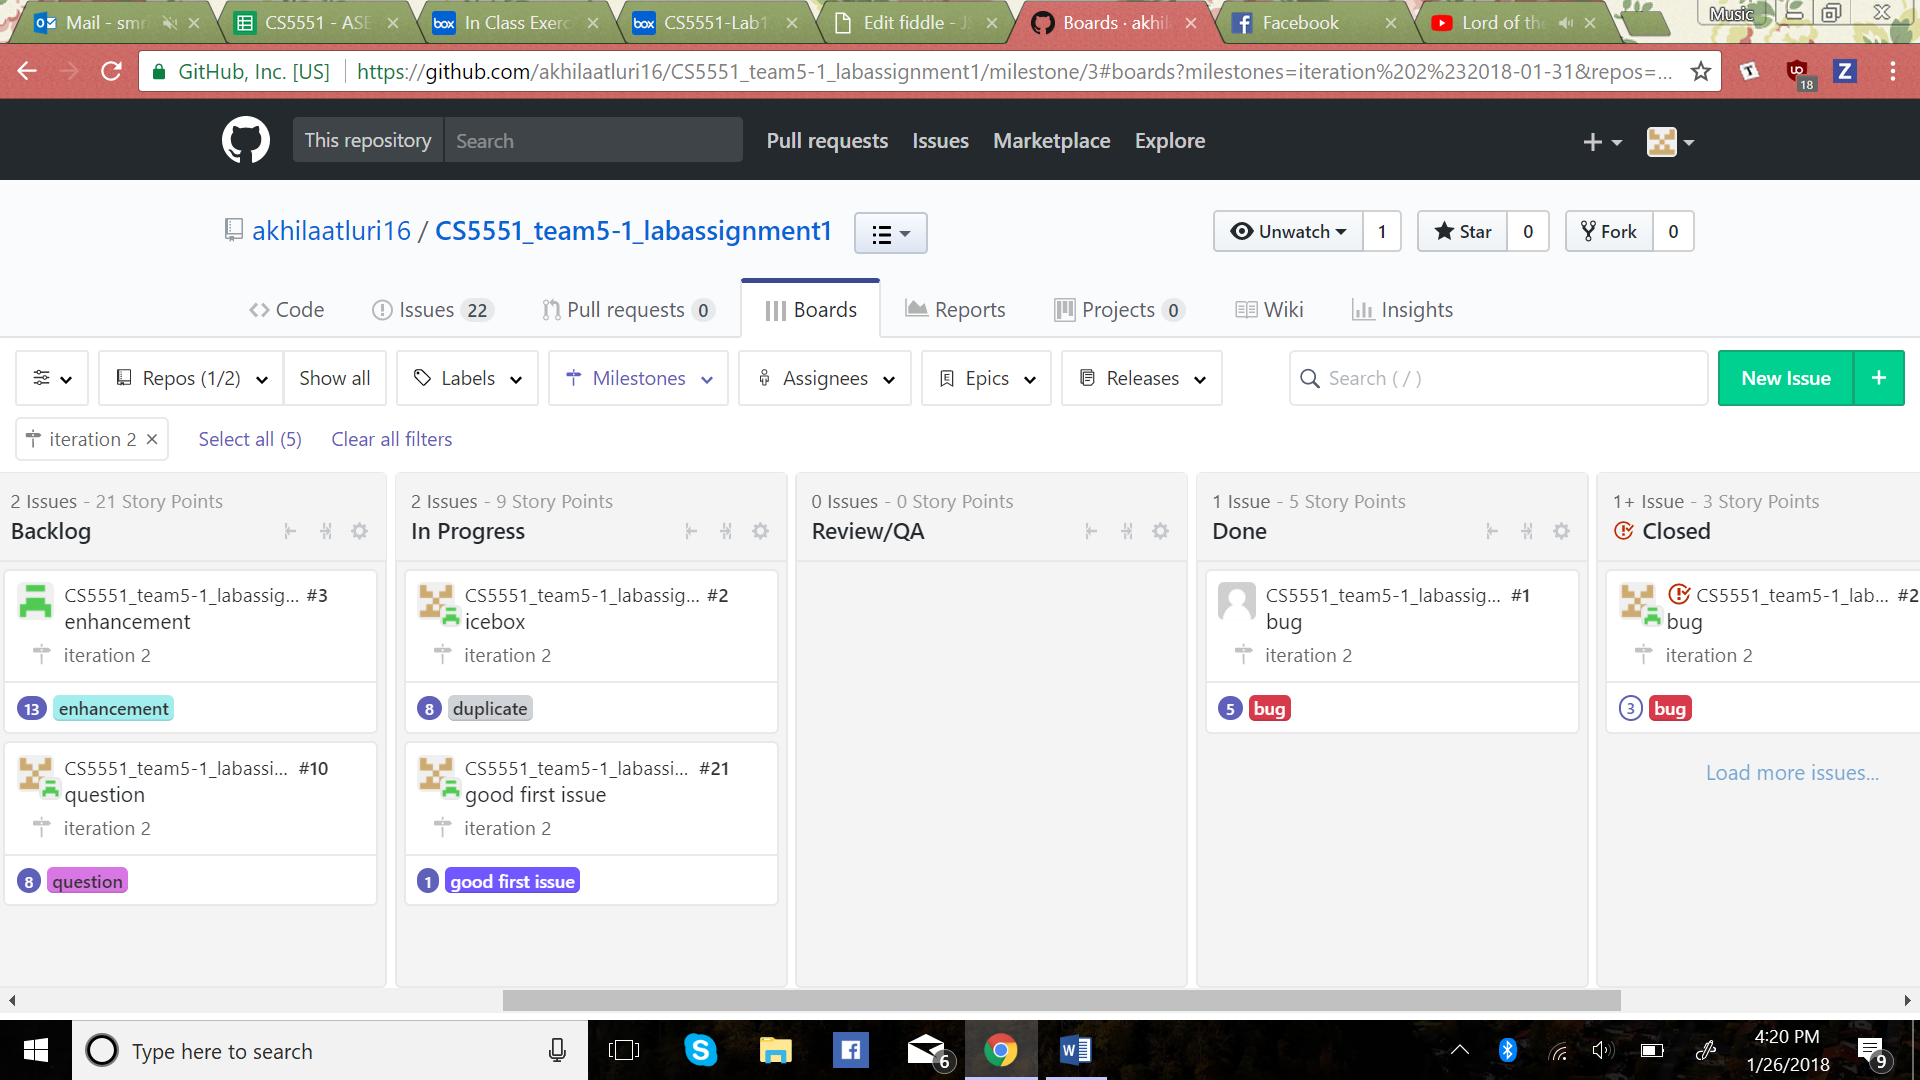 Mail - smr
CS5551 - ASE
In Class Exerc
CS5551-Lab1
Edit fiddle - JS
Boards · akhil
Facebook
Lord of the
Music
GitHub, Inc. [US]
https://github.com/akhilaatluri16/CS5551_team5-1_labassignment1/milestone/3#boards?milestones=iteration%202%232018-01-31&repos=...
18
This repository
Search
Pull requests
Issues
Marketplace
Explore
akhilaatluri16 / CS5551_team5-1_labassignment1
Unwatch 1
Star 0
Fork 0
Code
Issues 22
Pull requests 0
Boards
Reports
Projects 0
Wiki
Insights
Repos (1/2)
Show all
Labels
Milestones
Assignees
Epics
Releases
Search ( / )
New Issue +
iteration 2 ×
Select all (5)
Clear all filters
2 Issues - 21 Story Points
Backlog
CS5551_team5-1_labassig... #3
enhancement
iteration 2
13 enhancement
CS5551_team5-1_labassi... #10
question
iteration 2
8 question
2 Issues - 9 Story Points
In Progress
CS5551_team5-1_labassig... #2
icebox
iteration 2
8 duplicate
CS5551_team5-1_labassi... #21
good first issue
iteration 2
1 good first issue
0 Issues - 0 Story Points
Review/QA
1 Issue - 5 Story Points
Done
CS5551_team5-1_labassig... #1
bug
iteration 2
5 bug
1+ Issue - 3 Story Points
Closed
CS5551_team5-1_lab... #2
bug
iteration 2
3 bug
Load more issues...
Type here to search
6
4:20 PM
1/26/2018
9